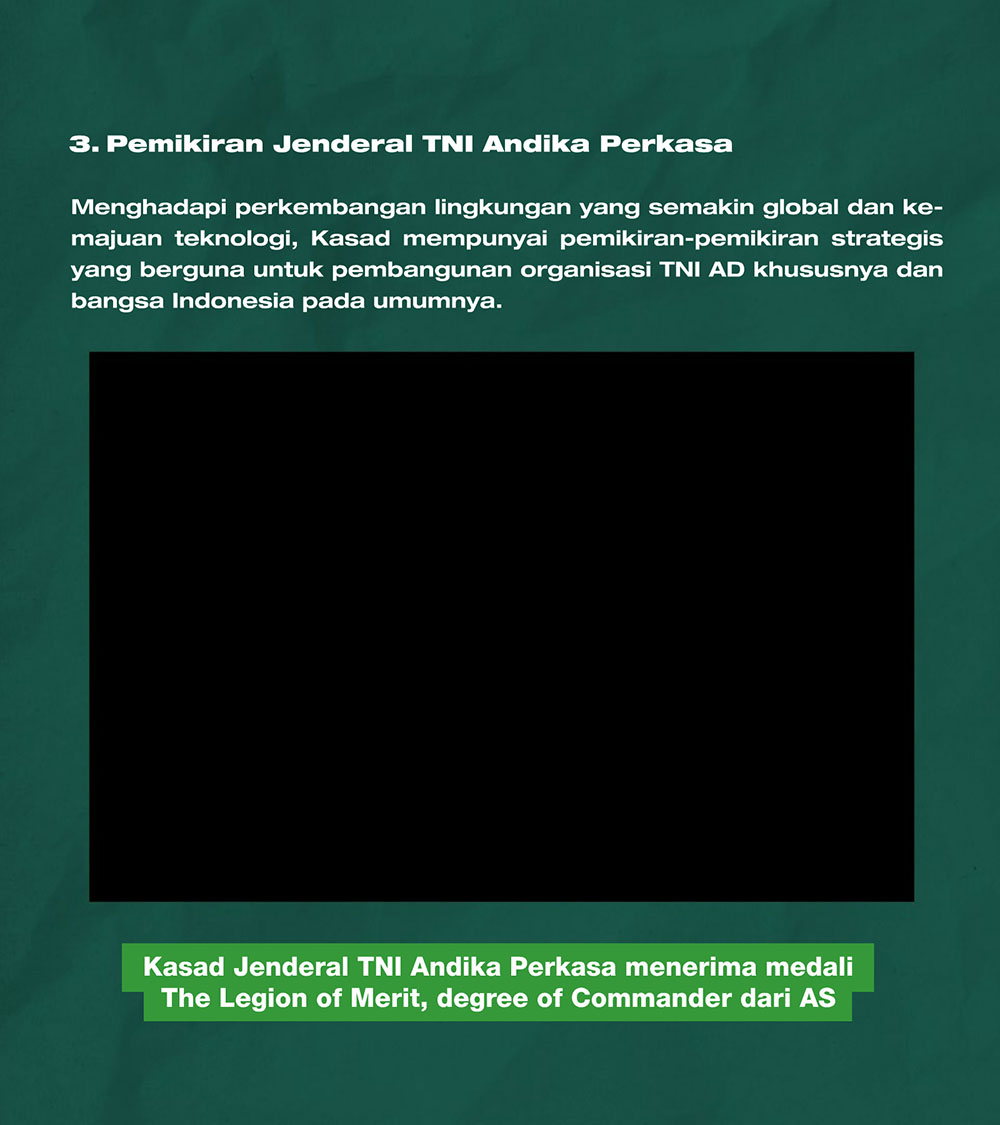 3. Pemikiran Jenderal TNI Andika Perkasa
Menghadapi perkembangan lingkungan yang semakin global dan ke-
majuan teknologi, Kasad mempunyai pemikiran-pemikiran strategis
yang berguna untuk pembangunan organisasi TNI AD khususnya dan
bangsa Indonesia pada umumnya.
Kasad Jenderal TNI Andika Perkasa menerima medali
The Legion of Merit, degree of Commander dari AS